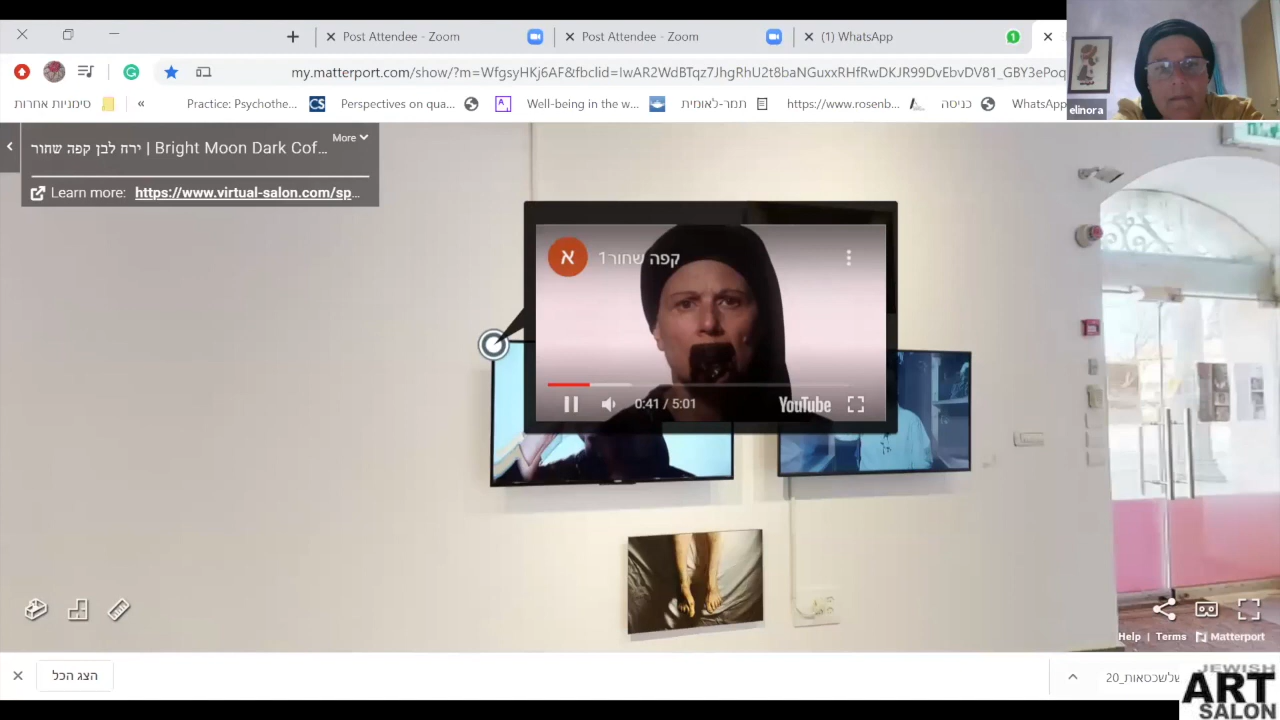 Post Attendee - Zoom
Post Attendee - Zoom
(1) WhatsApp
1
my.matterport.com/show/?m=WfgsyHKj6AF&fbclid=IwAR2WdBTqz7JhgRhU2t8baNGuxrRHfRwDKJR99DvEbvDV81_GBY3ePoq
elinora
סימניות אחרות
«
Practice: Psychothe...
CS
Perspectives on qua...
A
Well-being in the w...
תמר-לאומית
https://www.rosenb...
כניסה
WhatsApp
ירח לבן קפה שחור | Bright Moon Dark Cof...
More
Learn more: https://www.virtual-salon.com/sp...
א
קפה שחור1
0:41 / 5:01
YouTube
Help | Terms
Matterport
הצג הכל
JEWISH
ART
SALON